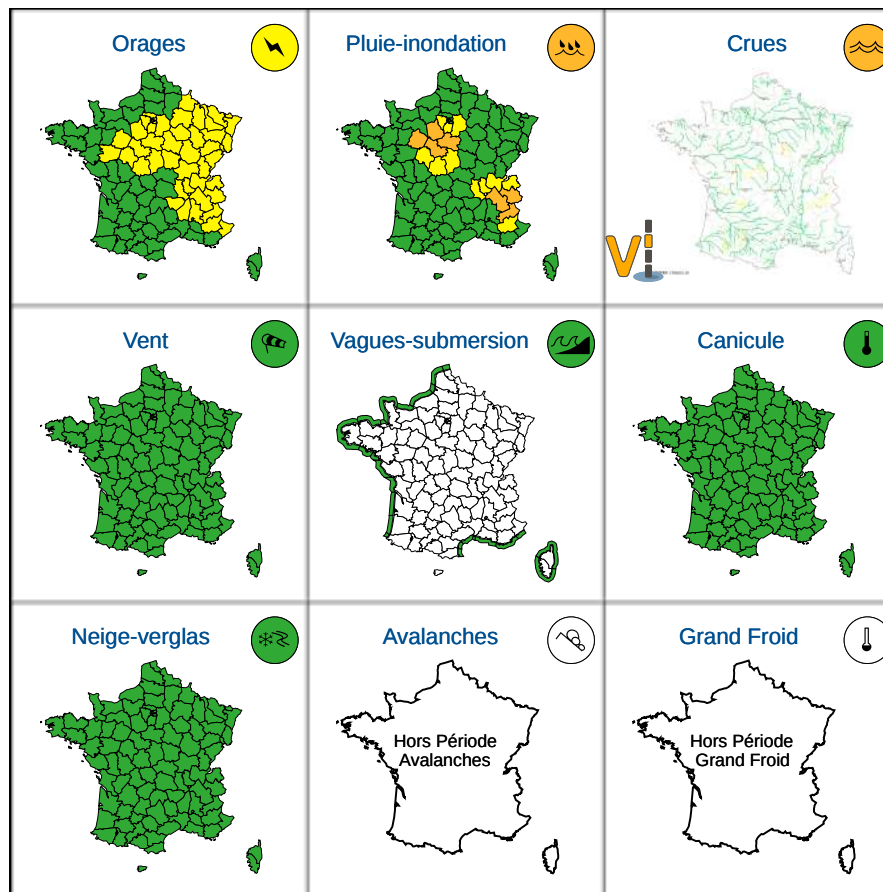 Orages
Pluie-inondation
Crues
Vi
Vent
Vagues-submersion
Canicule
Neige-verglas
Avalanches
Grand Froid
Hors Période
Avalanches
Hors Période
Grand Froid